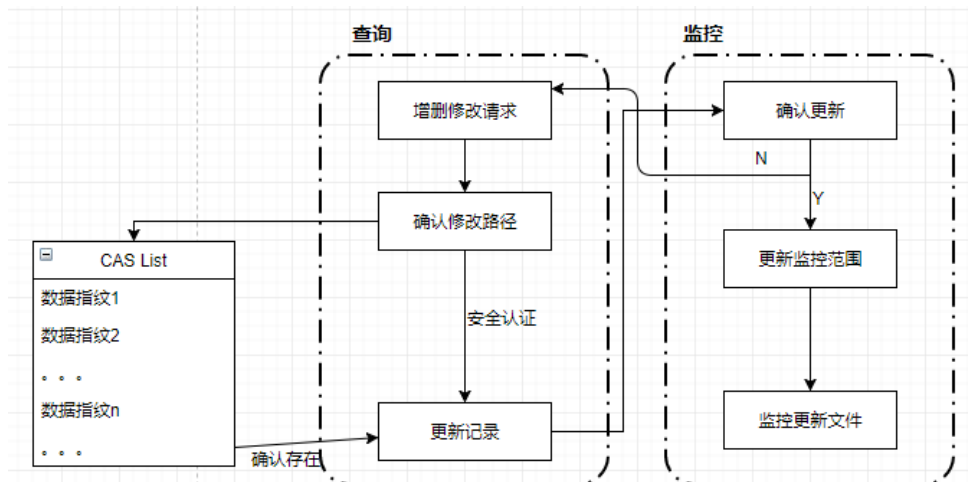 查询
监控
增删修改请求
确认更新
N
确认修改路径
Y
CAS List
更新监控范围
数据指纹1
数据指纹2
安全认证
。。。
数据指纹n
更新记录
监控更新文件
。。。
确认存在